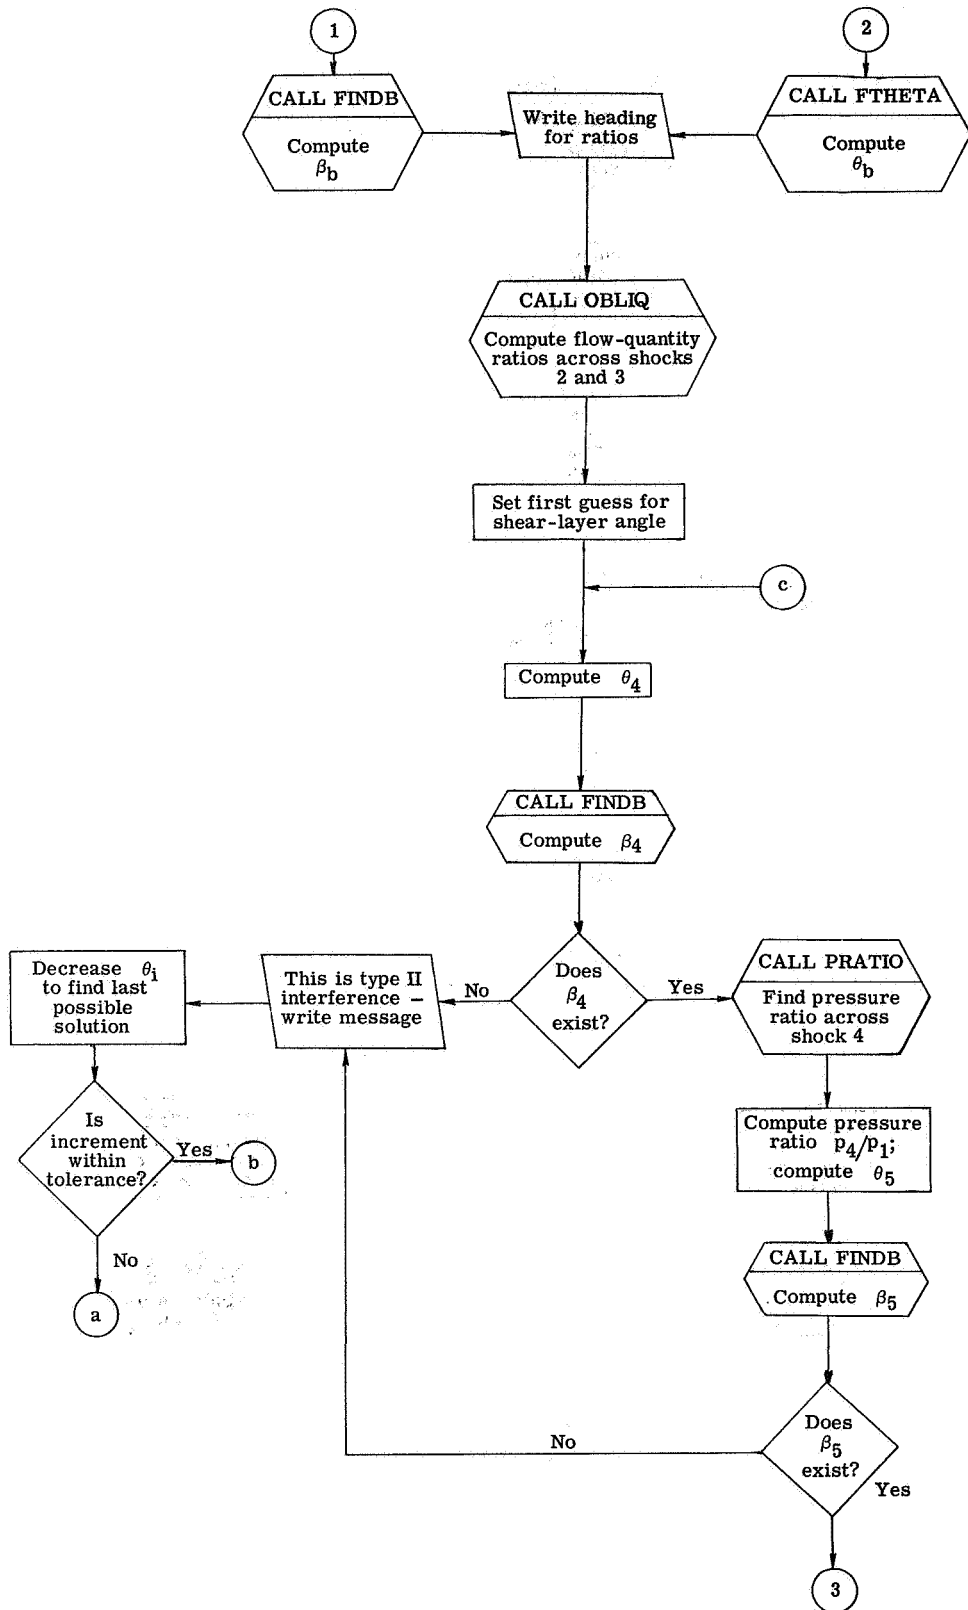 1
2
CALL FINDB
Compute
βb
Write heading
for ratios
CALL FTHETA
Compute
θb
CALL OBLIQ
Compute flow-quantity
ratios across shocks
2 and 3
Set first guess for
shear-layer angle
c
Compute θ4
CALL FINDB
Compute β4
Does
β4
exist?
No
Yes
This is type II
interference –
write message
Decrease θi
to find last
possible
solution
Is
increment
within
tolerance?
Yes
b
No
a
CALL PRATIO
Find pressure
ratio across
shock 4
Compute pressure
ratio p4/p1;
compute θ5
CALL FINDB
Compute β5
Does
β5
exist?
No
Yes
3